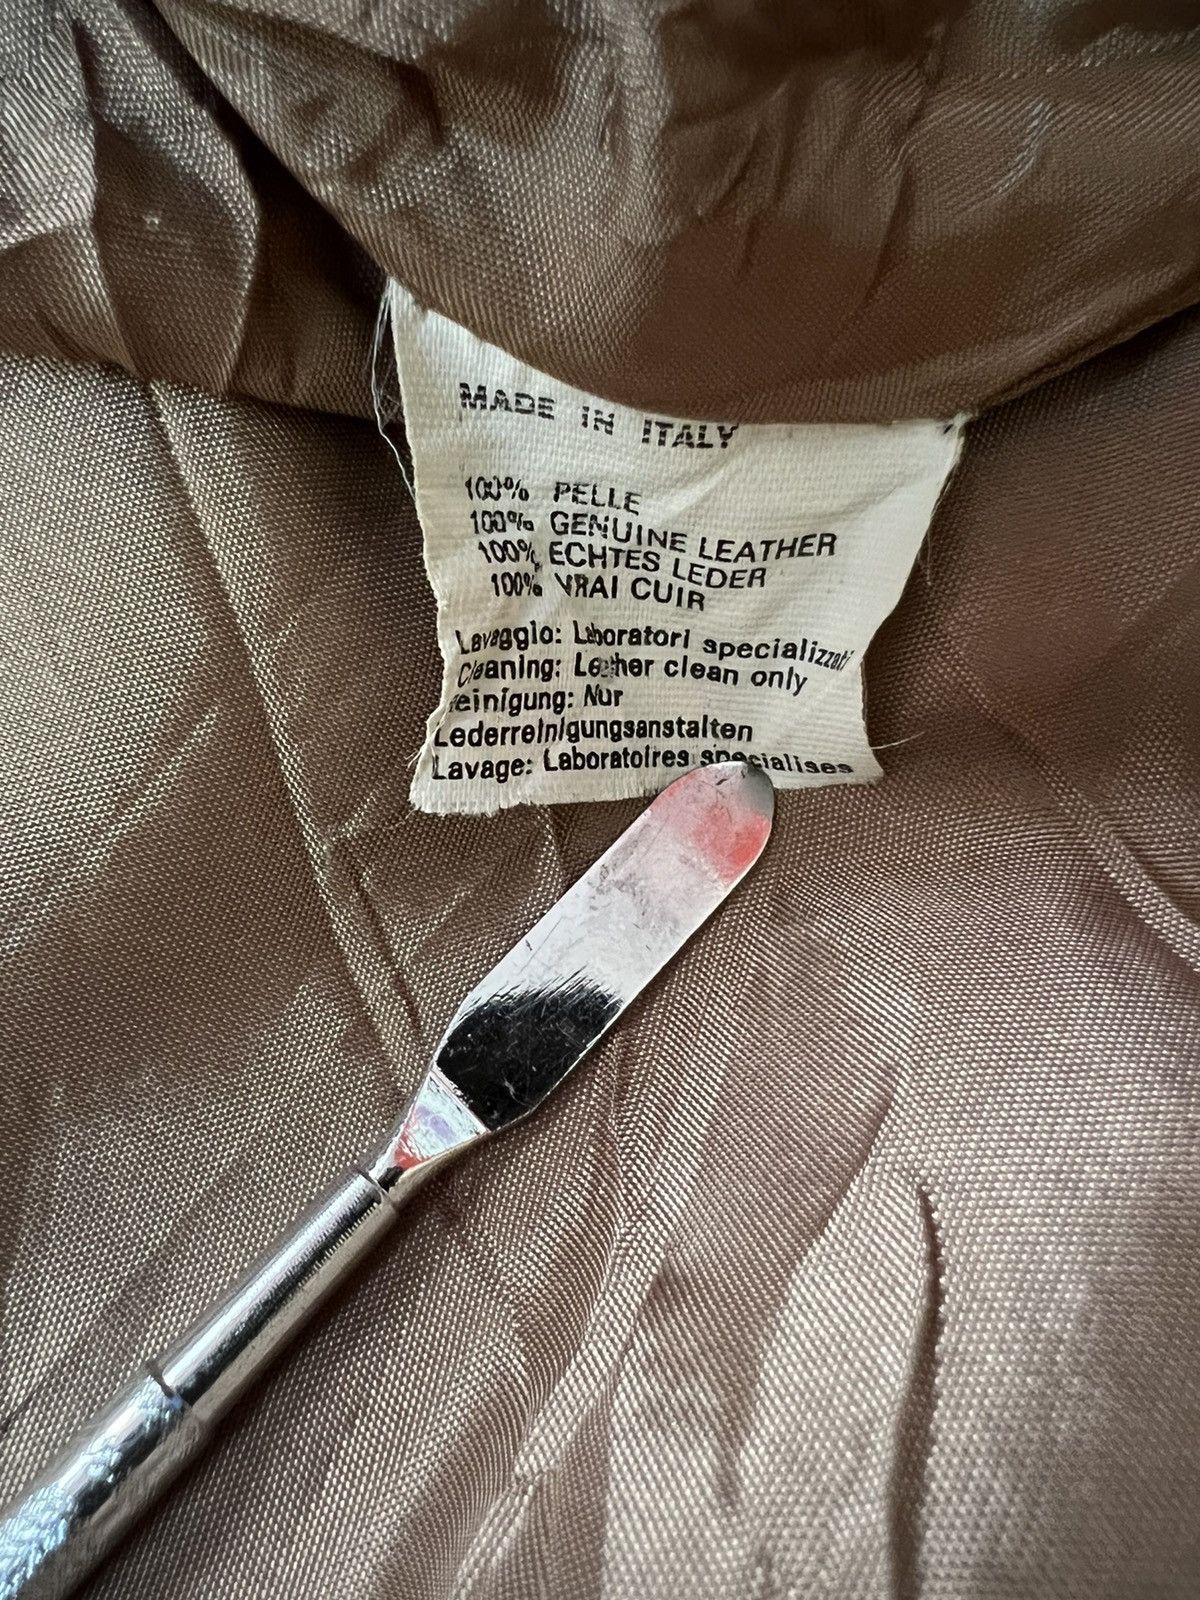 MADE IN ITALY
100% PELLE
100% GENUINE LEATHER
100% ECHTES LEDER
100% VRAI CUIR
Lavaggio: Laboratori specializzati
Cleaning: Leather clean only
Reinigung: Nur
Lederreinigungsanstalten
Lavage: Laboratoires specialises